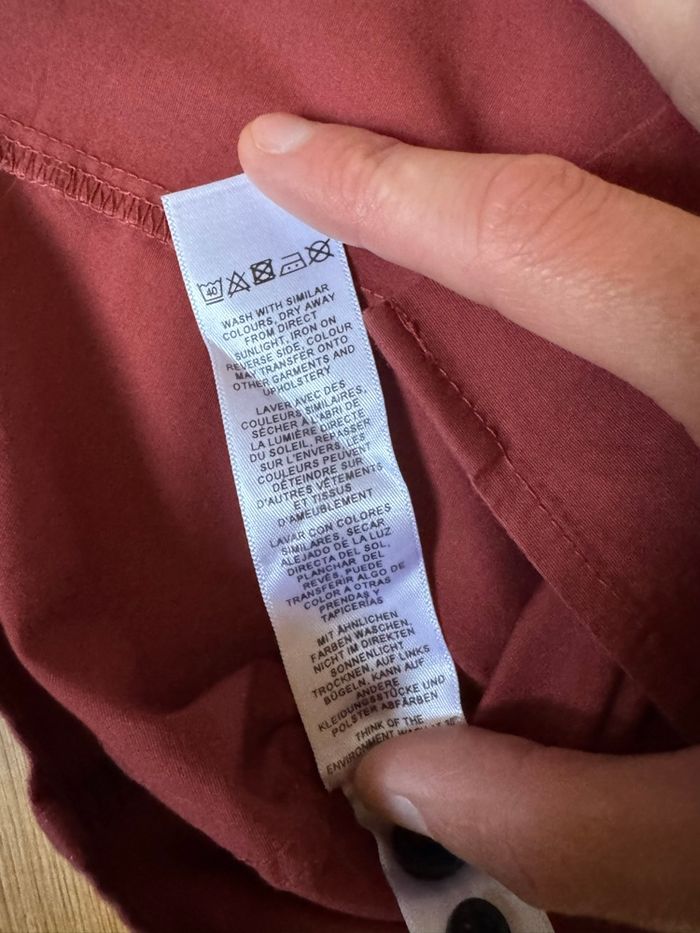 40
WASH WITH SIMILAR
COLOURS, DRY AWAY
FROM DIRECT
SUNLIGHT, IRON ON
REVERSE SIDE, COLOUR
MAY TRANSFER ONTO
OTHER GARMENTS AND
UPHOLSTERY
LAVER AVEC DES
COULEURS SIMILAIRES,
SÉCHER À L'ABRI DE
LA LUMIÈRE DIRECTE
DU SOLEIL, REPASSER
SUR L'ENVERS, LES
COULEURS PEUVENT
DÉTEINDRE SUR
D'AUTRES VÊTEMENTS
ET TISSUS
D'AMEUBLEMENT
LAVAR CON COLORES
SIMILARES, SECAR
ALEJADO DE LA LUZ
DIRECTA DEL SOL,
PLANCHAR DEL
REVÉS, PUEDE
TRANSFERIR ALGO DE
COLOR A OTRAS
PRENDAS Y
TAPICERÍAS
MIT ÄHNLICHEN
FARBEN WASCHEN,
NICHT IM DIREKTEN
SONNENLICHT
TROCKNEN, AUF LINKS
BÜGELN, KANN AUF
ANDERE
KLEIDUNGSSTÜCKE UND
POLSTER ABFÄRBEN
THINK OF THE
ENVIRONMENT